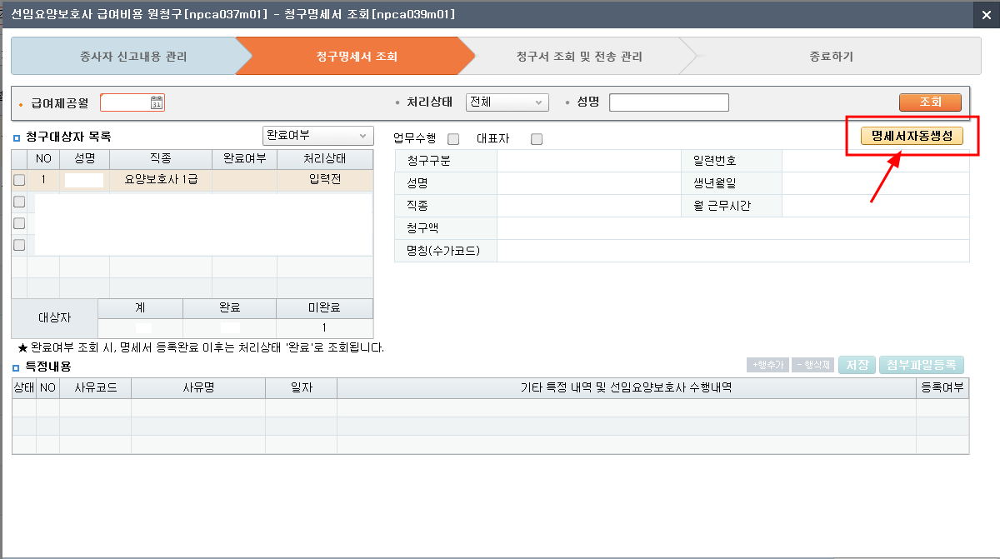 선임요양보호사 급여비용 원청구[npca037m01] - 청구명세서 조회[npca039m01]
종사자 신고내용 관리 청구명세서 조회 청구서 조회 및 전송 관리 종료하기
급여제공월 31 처리상태 전체 성명 조회
청구대상자 목록 완료여부 업무수행 대표자 명세서자동생성
NO 성명 직종 완료여부 처리상태
1 요양보호사 1급 입력전
청구구분 일련번호
성명 생년월일
직종 월 근무시간
청구액
명칭(수가코드)
대상자 계 완료 미완료
1
★ 완료여부 조회 시, 명세서 등록완료 이후는 처리상태 '완료'로 조회됩니다.
특정내용 +행추가 -행삭제 저장 첨부파일등록
상태 NO 사유코드 사유명 일자 기타 특정 내역 및 선임요양보호사 수행내역 등록여부